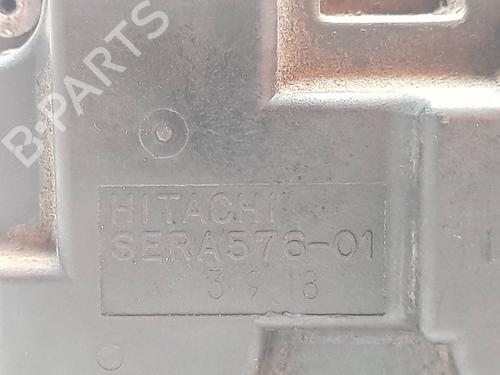 B-PARTS
HITACHI
SERA576-01
3 9 18